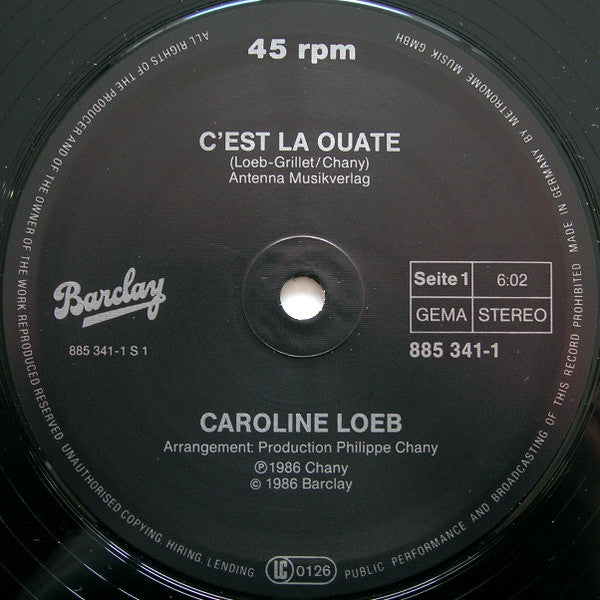 45 rpm
C'EST LA OUATE
(Loeb-Grillet/Chany)
Antenna Musikverlag
Barclay
885 341-1 S 1
Seite 1 6:02
GEMA STEREO
885 341-1
CAROLINE LOEB
Arrangement: Production Philippe Chany
℗ 1986 Chany
© 1986 Barclay
LC 0126
ALL RIGHTS OF THE PRODUCER AND OF THE OWNER OF THE WORK REPRODUCED RESERVED UNAUTHORISED COPYING HIRING LENDING PUBLIC PERFORMANCE AND BROADCASTING OF THIS RECORD PROHIBITED MADE IN GERMANY BY METRONOME MUSIK GMBH